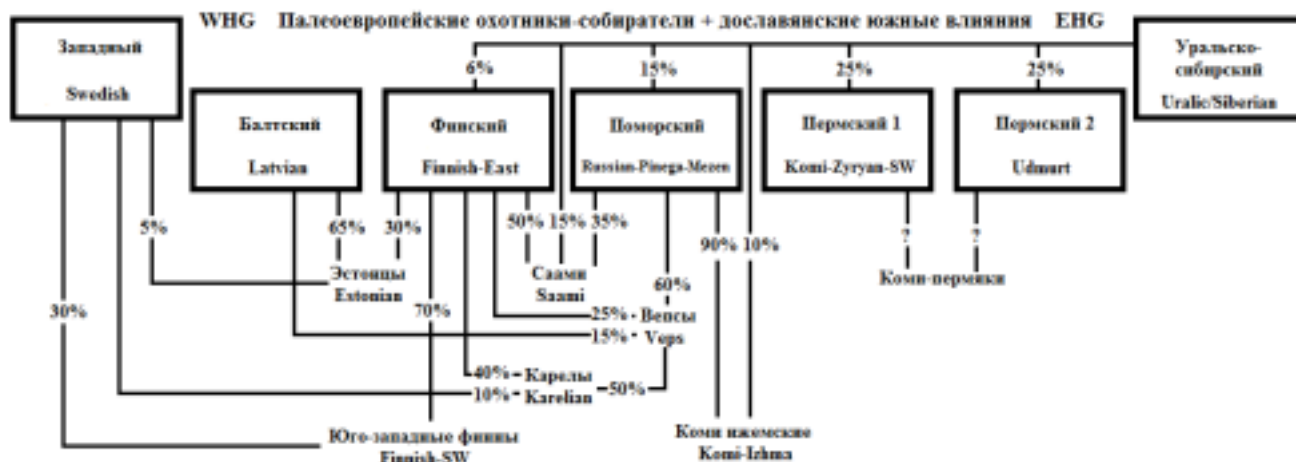 WHG Палеоевропейские охотники-собиратели + дославянские южные влияния EHG
Западный
Swedish
Уральско-
сибирский
Uralic/Siberian
6%
15%
25%
25%
Балтский
Latvian
Финский
Finnish-East
Поморский
Russian-Pinega-Mezen
Пермский 1
Komi-Zyryan-SW
Пермский 2
Udmurt
5%
65%
30%
50%
15%
35%
90%
10%
?
?
Эстонцы
Estonian
Саами
Saami
Коми-пермяки
30%
70%
60%
25%
Вепсы
15%
Veps
40%
Карелы
50%
10%
Karelian
Юго-западные финны
Finnish-SW
Коми ижемские
Komi-Izhma